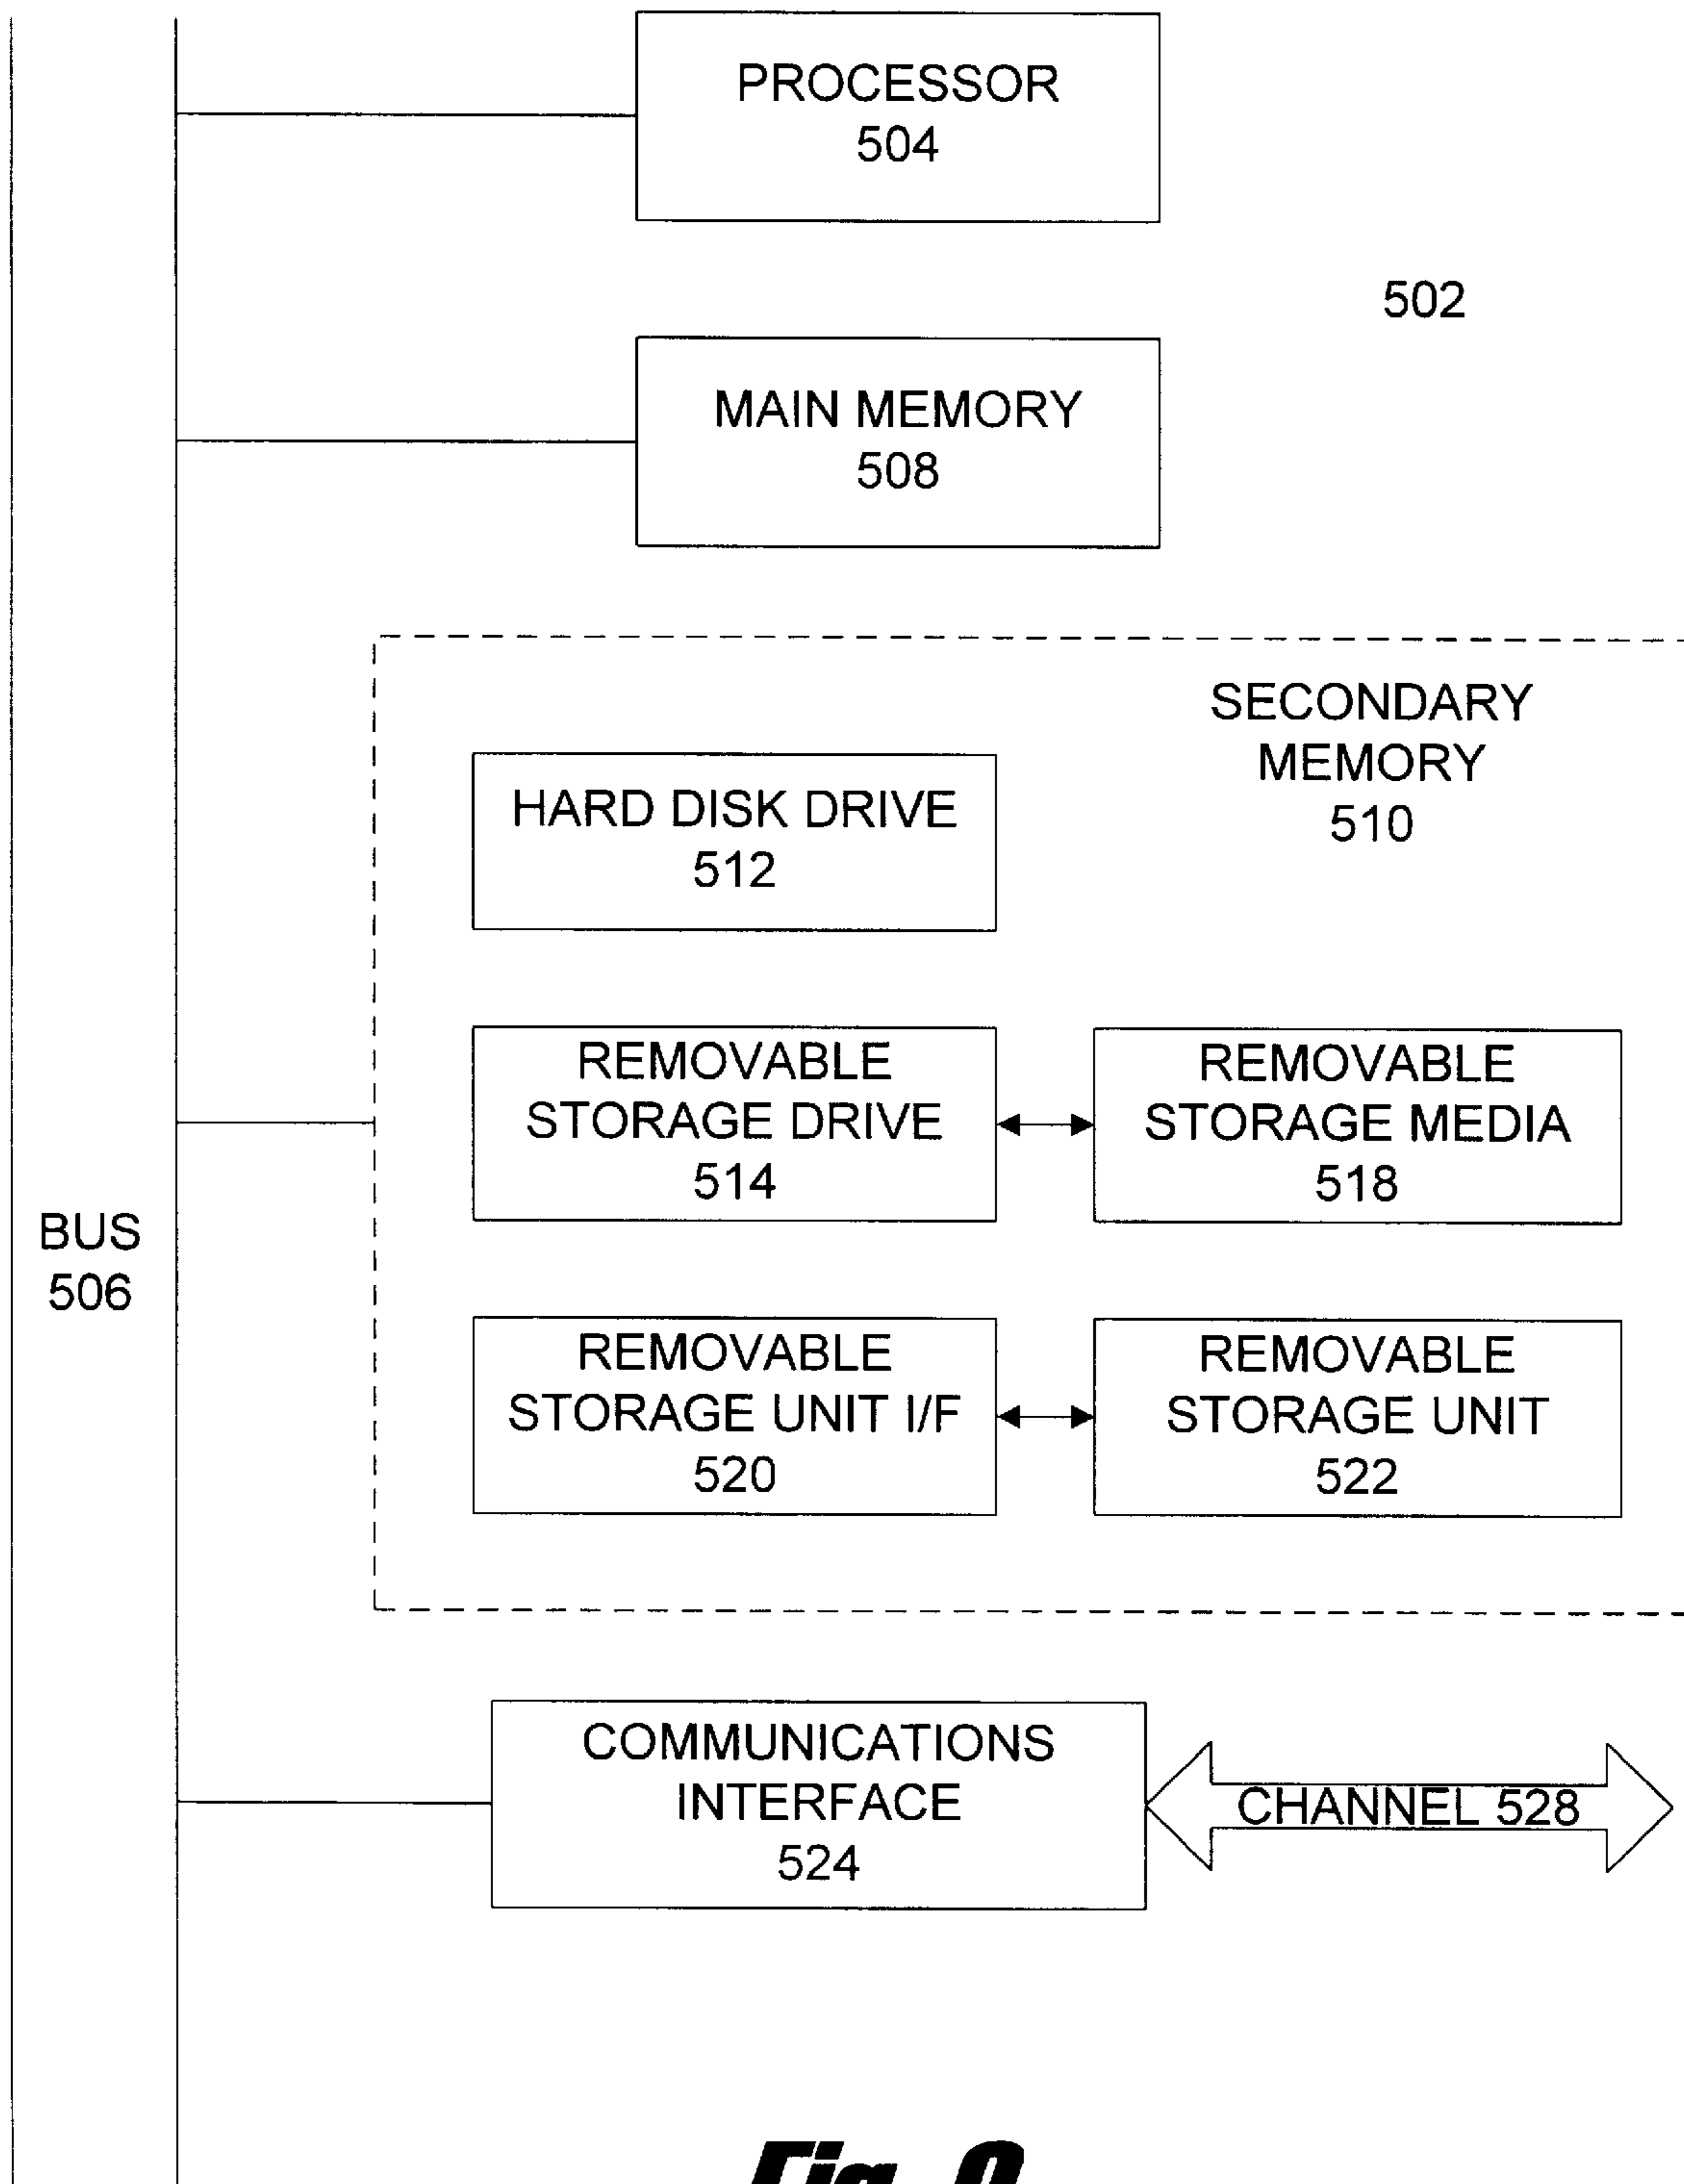 PROCESSOR
504
502
MAIN MEMORY
508
SECONDARY
MEMORY
510
HARD DISK DRIVE
512
REMOVABLE
STORAGE DRIVE
514
REMOVABLE
STORAGE MEDIA
518
BUS
506
REMOVABLE
STORAGE UNIT I/F
520
REMOVABLE
STORAGE UNIT
522
COMMUNICATIONS
INTERFACE
524
CHANNEL 528
Fig.